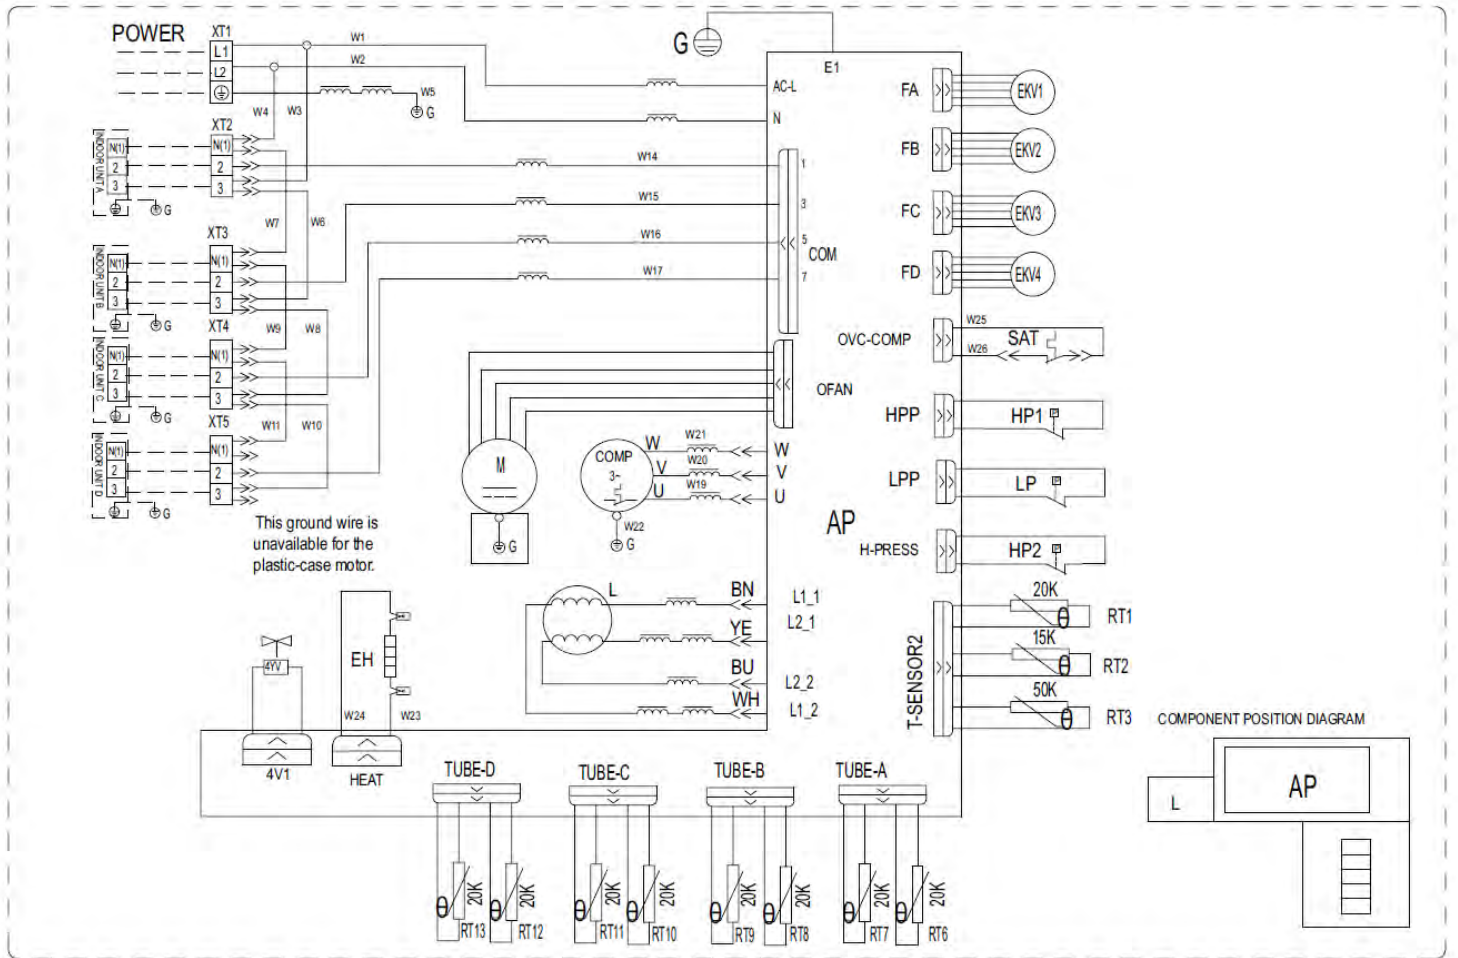 POWER
XT1
L1
L2
W1
W2
W5
G
W4
W3
G
E1
AC-L
N
AP
XT2
N(1)
2
3
INDOOR UNIT A
N(1)
2
3
G
W7
W6
XT3
N(1)
2
3
INDOOR UNIT B
N(1)
2
3
G
W9
W8
XT4
N(1)
2
3
INDOOR UNIT C
N(1)
2
3
G
W11
W10
XT5
N(1)
2
3
INDOOR UNIT D
N(1)
2
3
G
W14
W15
W16
W17
1
3
5
7
COM
OFAN
M
G
This ground wire is
unavailable for the
plastic-case motor.
COMP
3~
W
V
U
W21
W20
W19
W
V
U
W22
G
L
BN
YE
BU
WH
L1_1
L2_1
L2_2
L1_2
4YV
4V1
EH
W24
W23
HEAT
FA
EKV1
FB
EKV2
FC
EKV3
FD
EKV4
OVC-COMP
W25
W26
SAT
HPP
HP1
P
LPP
LP
P
H-PRESS
HP2
P
T-SENSOR2
20K
θ
RT1
15K
θ
RT2
50K
θ
RT3
TUBE-D
TUBE-C
TUBE-B
TUBE-A
θ
20K
RT13
θ
20K
RT12
θ
20K
RT11
θ
20K
RT10
θ
20K
RT9
θ
20K
RT8
θ
20K
RT7
θ
20K
RT6
COMPONENT POSITION DIAGRAM
L
AP